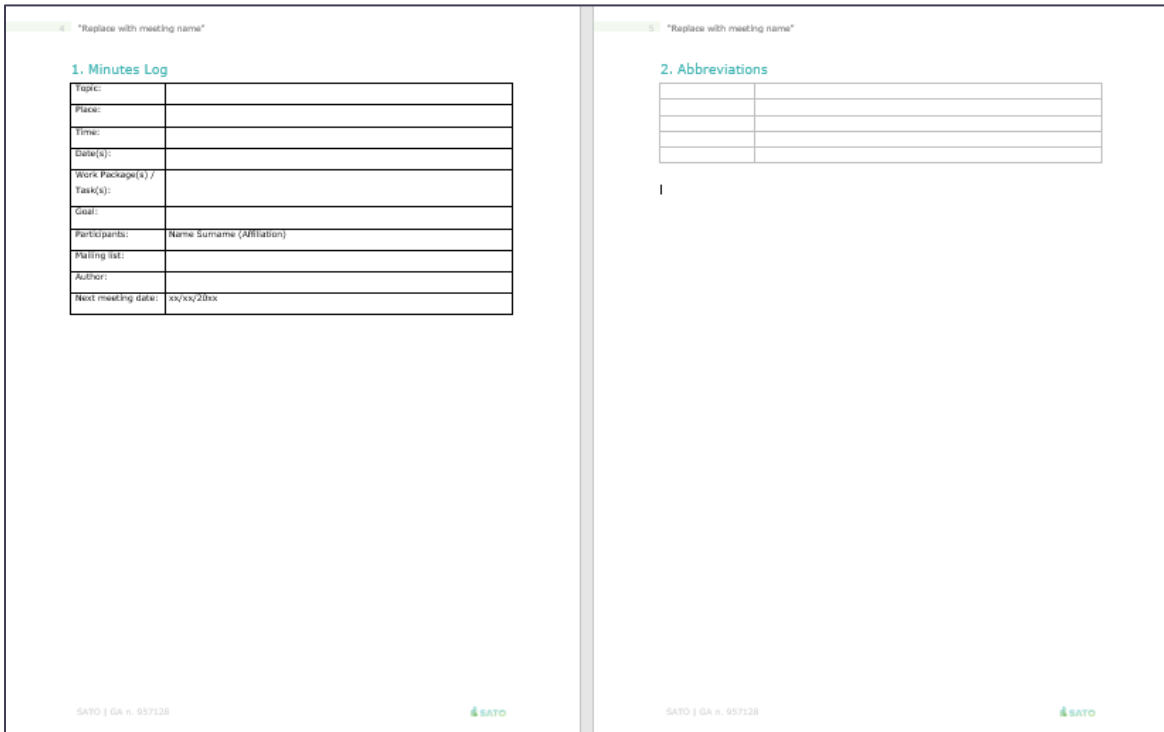 4 "Replace with meeting name"
1. Minutes Log
Topic:
Place:
Time:
Date(s):
Work Package(s) /
Task(s):
Goal:
Participants: Name Surname (Affiliation)
Mailing list:
Author:
Next meeting date: xx/xx/20xx
SATO | GA n. 957128
SATO
5 "Replace with meeting name"
2. Abbreviations
SATO | GA n. 957128
SATO